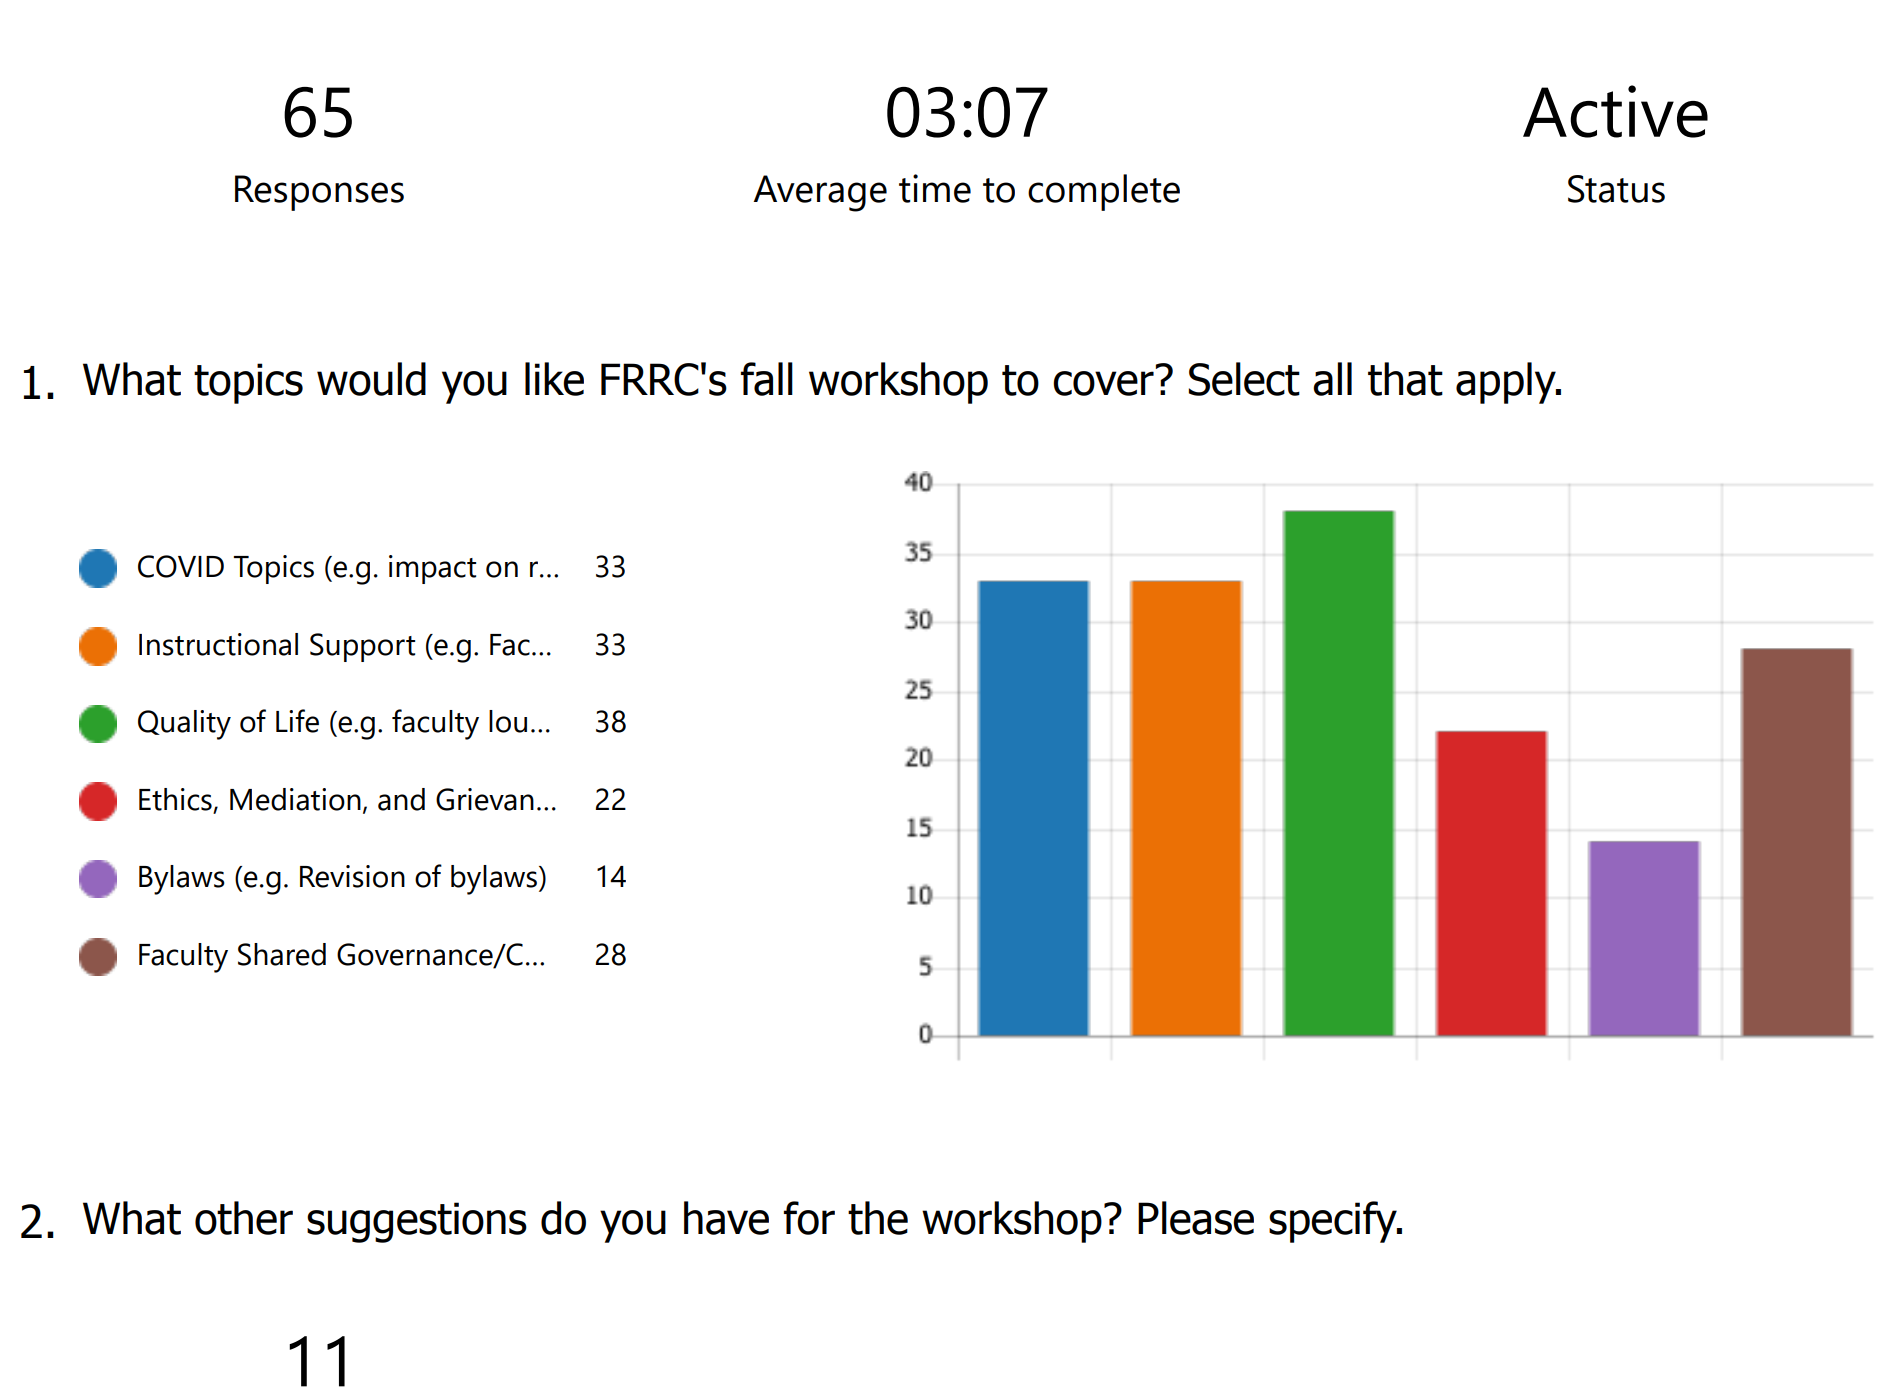 65
Responses
03:07
Average time to complete
Active
Status
1. What topics would you like FRRC's fall workshop to cover? Select all that apply.
COVID Topics (e.g. impact on r... 33
Instructional Support (e.g. Fac... 33
Quality of Life (e.g. faculty lou... 38
Ethics, Mediation, and Grievan... 22
Bylaws (e.g. Revision of bylaws) 14
Faculty Shared Governance/C... 28
40
35
30
25
20
15
10
5
0
2. What other suggestions do you have for the workshop? Please specify.
11